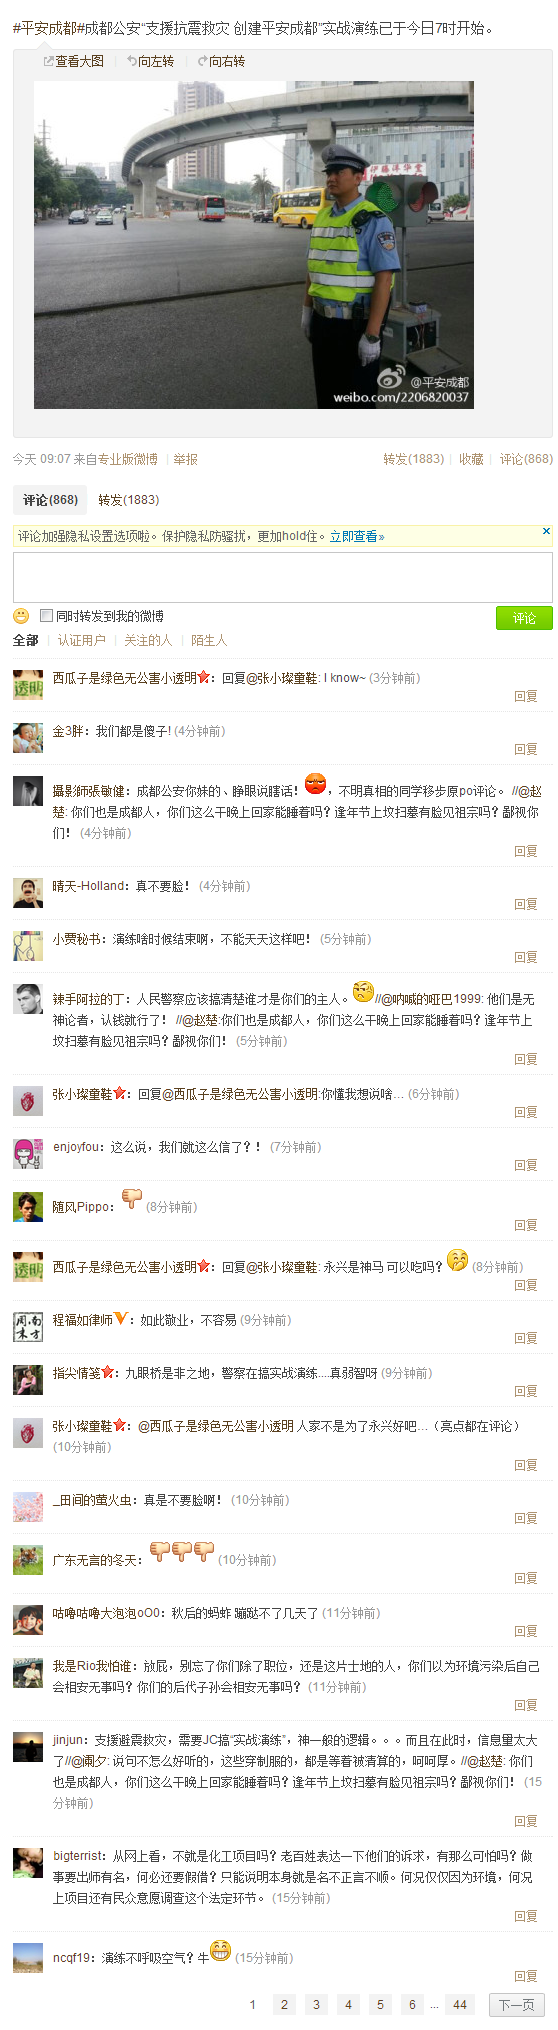 #平安成都#成都公安“支援抗震救灾 创建平安成都”实战演练已于今日7时开始。
查看大图 | 向左转 | 向右转
@平安成都
weibo.com/2206820037
今天 09:07 来自专业版微博 | 举报 转发(1883) | 收藏 | 评论(868)
评论(868) 转发(1883)
评论加强隐私设置选项啦。保护隐私防骚扰，更加hold住。立即查看»
同时转发到我的微博 评论
全部 | 认证用户 | 关注的人 | 陌生人
西瓜子是绿色无公害小透明：回复@张小璨童鞋: I know~ (3分钟前)
回复
金3胖：我们都是傻子! (4分钟前)
回复
攝影師張敏健：成都公安你妹的、睁眼说瞎话！，不明真相的同学移步原po评论。 //@赵
楚: 你们也是成都人，你们这么干晚上回家能睡着吗？逢年节上坟扫墓有脸见祖宗吗？鄙视你
们！ (4分钟前)
回复
晴天-Holland：真不要脸！ (4分钟前)
回复
小贾秘书：演练啥时候结束啊，不能天天这样吧！ (5分钟前)
回复
辣手阿拉的丁：人民警察应该搞清楚谁才是你们的主人。//@呐喊的哑巴1999: 他们是无
神论者，认钱就行了！ //@赵楚:你们也是成都人，你们这么干晚上回家能睡着吗？逢年节上
坟扫墓有脸见祖宗吗？鄙视你们！ (5分钟前)
回复
张小璨童鞋：回复@西瓜子是绿色无公害小透明:你懂我想说啥… (6分钟前)
回复
enjoyfou：这么说，我们就这么信了？！ (7分钟前)
回复
随风Pippo： (8分钟前)
回复
西瓜子是绿色无公害小透明：回复@张小璨童鞋: 永兴是神马 可以吃吗？ (8分钟前)
回复
程福如律师：如此敬业，不容易 (9分钟前)
回复
指尖情笺：九眼桥是非之地，警察在搞实战演练....真弱智呀 (9分钟前)
回复
张小璨童鞋：@西瓜子是绿色无公害小透明 人家不是为了永兴好吧…（亮点都在评论）
(10分钟前)
回复
_田间的萤火虫：真是不要脸啊！ (10分钟前)
回复
广东无言的冬天： (10分钟前)
回复
咕噜咕噜大泡泡oO0：秋后的蚂蚱 蹦跶不了几天了 (11分钟前)
回复
我是Rio我怕谁：放屁，别忘了你们除了职位，还是这片士地的人，你们以为环境污染后自己
会相安无事吗？你们的后代子孙会相安无事吗？ (11分钟前)
回复
jinjun：支援避震救灾，需要JC搞“实战演练”，神一般的逻辑。。。而且在此时，信息量太大
了//@阑夕: 说句不怎么好听的，这些穿制服的，都是等着被清算的，呵呵厚。//@赵楚: 你们
也是成都人，你们这么干晚上回家能睡着吗？逢年节上坟扫墓有脸见祖宗吗？鄙视你们！ (15
分钟前)
回复
bigterrist：从网上看，不就是化工项目吗？老百姓表达一下他们的诉求，有那么可怕吗？做
事要出师有名，何必还要假借？只能说明本身就是名不正言不顺。何况仅仅因为环境，何况
上项目还有民众意愿调查这个法定环节。 (15分钟前)
回复
ncqf19：演练不呼吸空气？牛 (15分钟前)
回复
1 2 3 4 5 6 ... 44 下一页